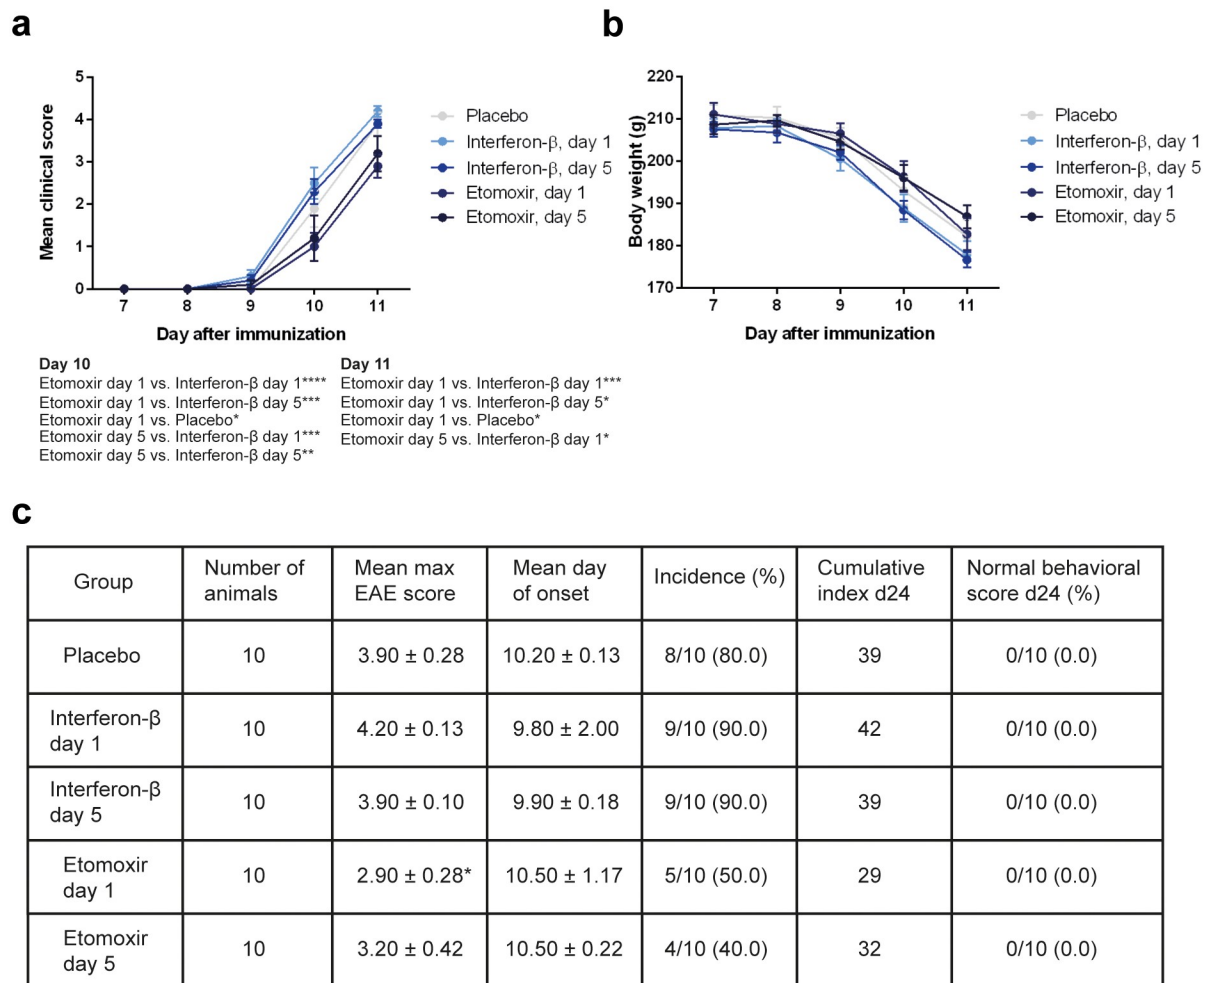 a
Mean clinical score
5
4
3
2
1
0
7 8 9 10 11
Day after immunization
Placebo
Interferon-β, day 1
Interferon-β, day 5
Etomoxir, day 1
Etomoxir, day 5
Day 10
Etomoxir day 1 vs. Interferon-β day 1****
Etomoxir day 1 vs. Interferon-β day 5***
Etomoxir day 1 vs. Placebo*
Etomoxir day 5 vs. Interferon-β day 1***
Etomoxir day 5 vs. Interferon-β day 5**
Day 11
Etomoxir day 1 vs. Interferon-β day 1***
Etomoxir day 1 vs. Interferon-β day 5*
Etomoxir day 1 vs. Placebo*
Etomoxir day 5 vs. Interferon-β day 1*
b
Body weight (g)
220
210
200
190
180
170
7 8 9 10 11
Day after immunization
Placebo
Interferon-β, day 1
Interferon-β, day 5
Etomoxir, day 1
Etomoxir, day 5
c
Group
Number of
animals
Mean max
EAE score
Mean day
of onset
Incidence (%)
Cumulative
index d24
Normal behavioral
score d24 (%)
Placebo
10
3.90 ± 0.28
10.20 ± 0.13
8/10 (80.0)
39
0/10 (0.0)
Interferon-β
day 1
10
4.20 ± 0.13
9.80 ± 2.00
9/10 (90.0)
42
0/10 (0.0)
Interferon-β
day 5
10
3.90 ± 0.10
9.90 ± 0.18
9/10 (90.0)
39
0/10 (0.0)
Etomoxir
day 1
10
2.90 ± 0.28*
10.50 ± 1.17
5/10 (50.0)
29
0/10 (0.0)
Etomoxir
day 5
10
3.20 ± 0.42
10.50 ± 0.22
4/10 (40.0)
32
0/10 (0.0)